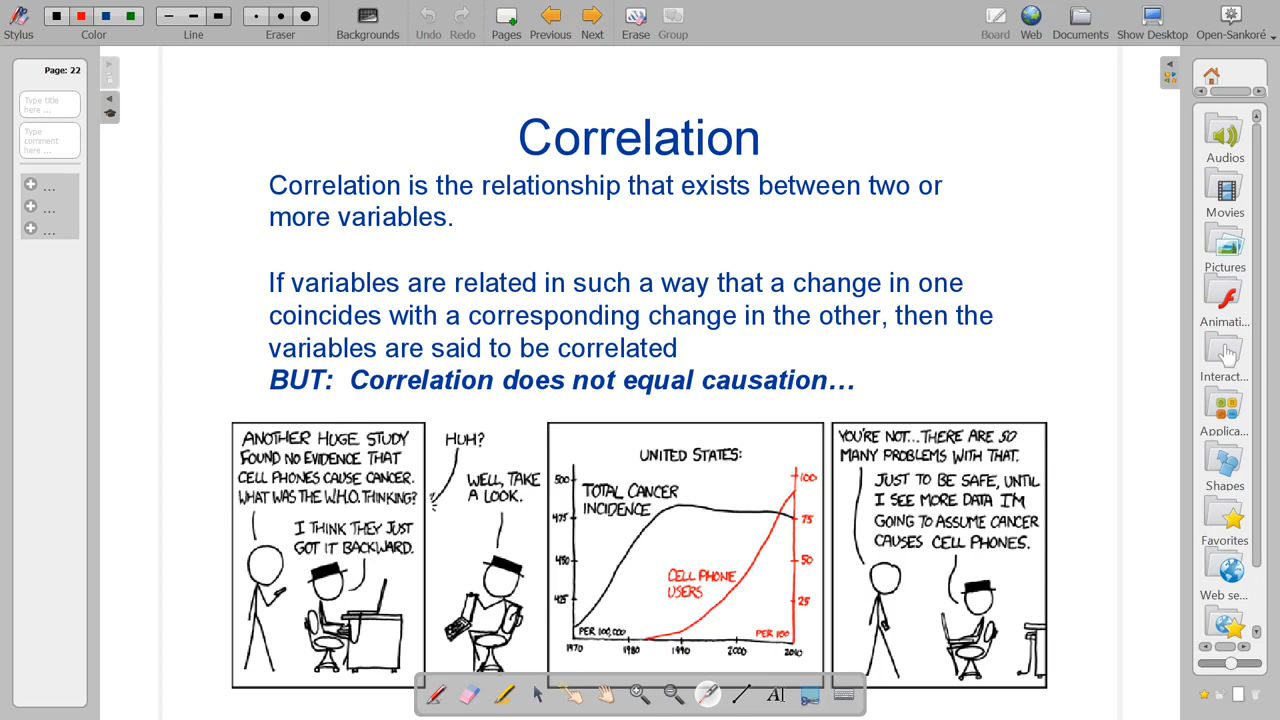 Stylus
Color
Line
Eraser
Backgrounds
Undo
Redo
Pages
Previous
Next
Erase
Group
Board
Web
Documents
Show Desktop
Open-Sankoré
Page: 22
Type title
here ...
Type
comment
here ...
...
...
...
Correlation
Correlation is the relationship that exists between two or
more variables.
If variables are related in such a way that a change in one
coincides with a corresponding change in the other, then the
variables are said to be correlated
BUT: Correlation does not equal causation…
ANOTHER HUGE STUDY
FOUND NO EVIDENCE THAT
CELL PHONES CAUSE CANCER.
WHAT WAS THE W.H.O. THINKING?
I THINK THEY JUST
GOT IT BACKWARD.
HUH?
WELL, TAKE
A LOOK.
UNITED STATES:
500
475
450
425
TOTAL CANCER
INCIDENCE
CELL PHONE
USERS
100
75
50
25
PER 100,000
PER 100
1970
1980
1990
2000
2010
YOU'RE NOT... THERE ARE SO
MANY PROBLEMS WITH THAT.
JUST TO BE SAFE, UNTIL
I SEE MORE DATA I'M
GOING TO ASSUME CANCER
CAUSES CELL PHONES.
AI
Audios
Movies
Pictures
Animati...
Interact...
Applica...
Shapes
Favorites
Web se...